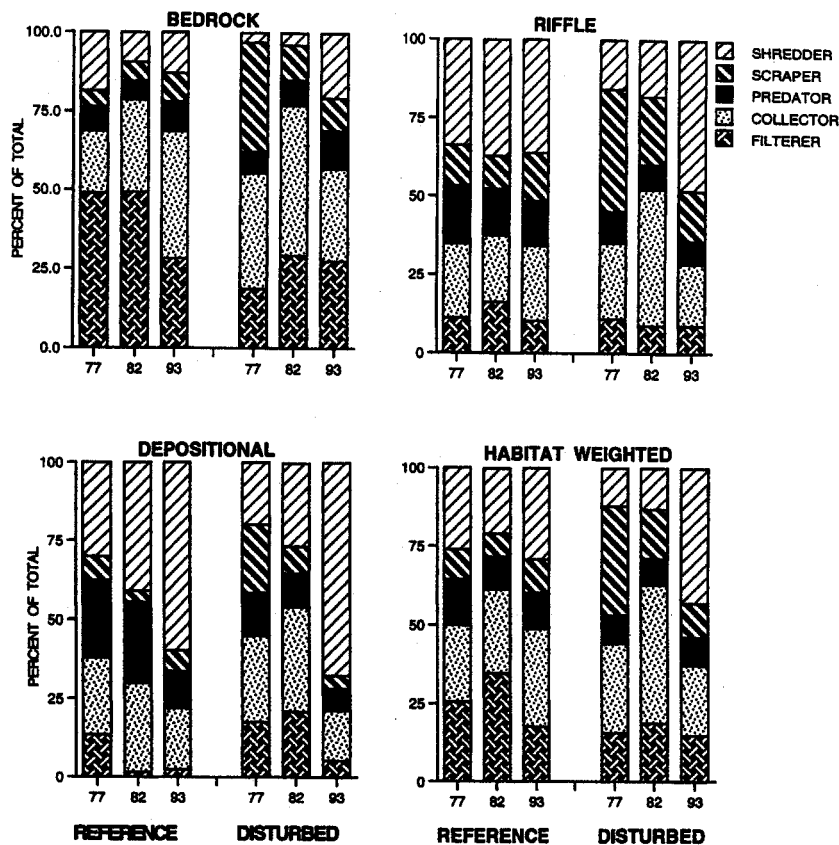 BEDROCK
100.0
75.0
50.0
25.0
0.0
PERCENT OF TOTAL
77 82 93 77 82 93
RIFFLE
100
75
50
25
0
77 82 93 77 82 93
SHREDDER
SCRAPER
PREDATOR
COLLECTOR
FILTERER
DEPOSITIONAL
100
75
50
25
0
PERCENT OF TOTAL
77 82 93 77 82 93
REFERENCE DISTURBED
HABITAT WEIGHTED
100
75
50
25
0
77 82 93 77 82 93
REFERENCE DISTURBED